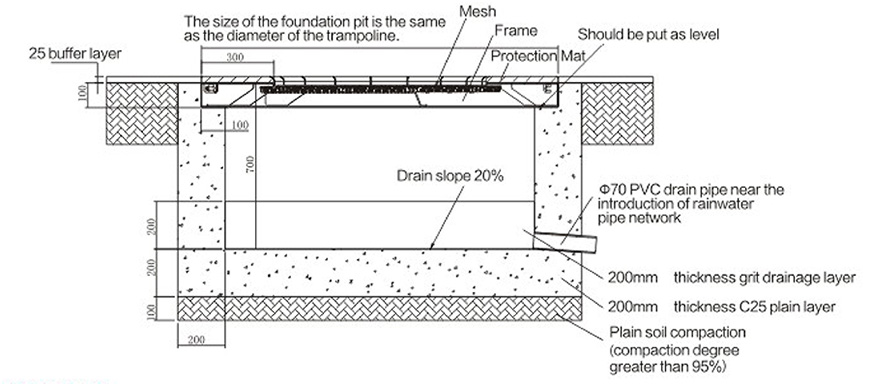 The size of the foundation pit is the same
as the diameter of the trampoline.
Mesh
Frame
Should be put as level
Protection Mat
25 buffer layer
300
100
100
700
Drain slope 20%
Φ70 PVC drain pipe near the
introduction of rainwater
pipe network
200
200
100
200
200mm thickness grit drainage layer
200mm thickness C25 plain layer
Plain soil compaction
(compaction degree
greater than 95%)